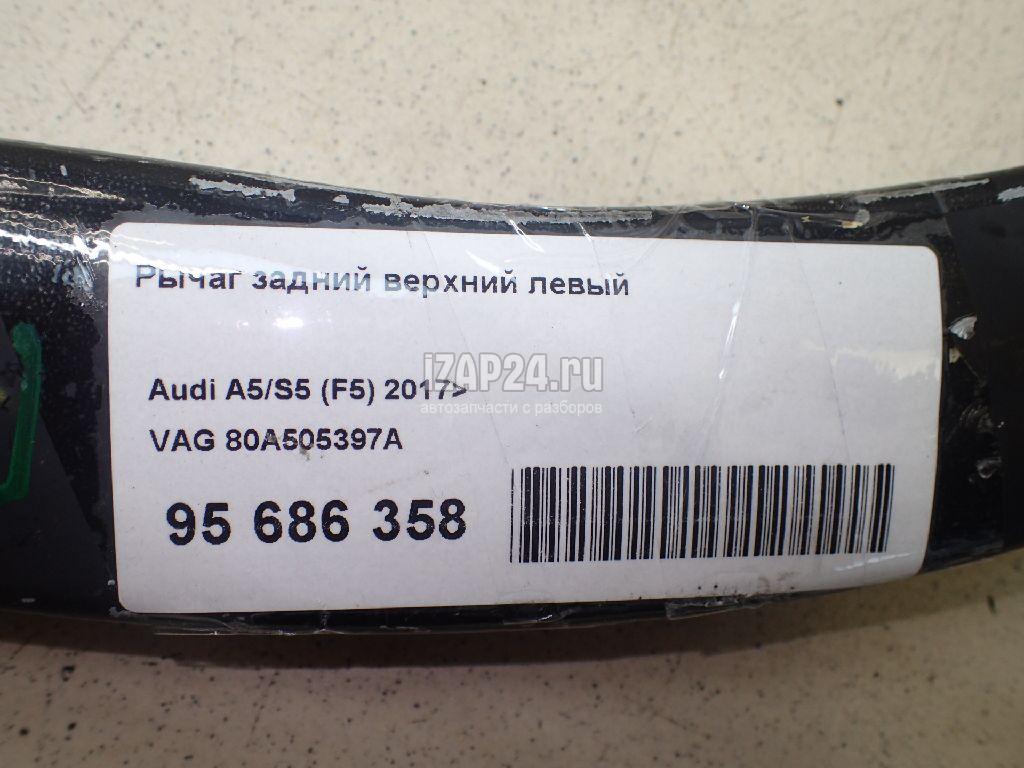 Рычаг задний верхний левый
iZAP24.ru
Audi A5/S5 (F5) 2017>
автозапчасти с разборов
VAG 80A505397A
95 686 358